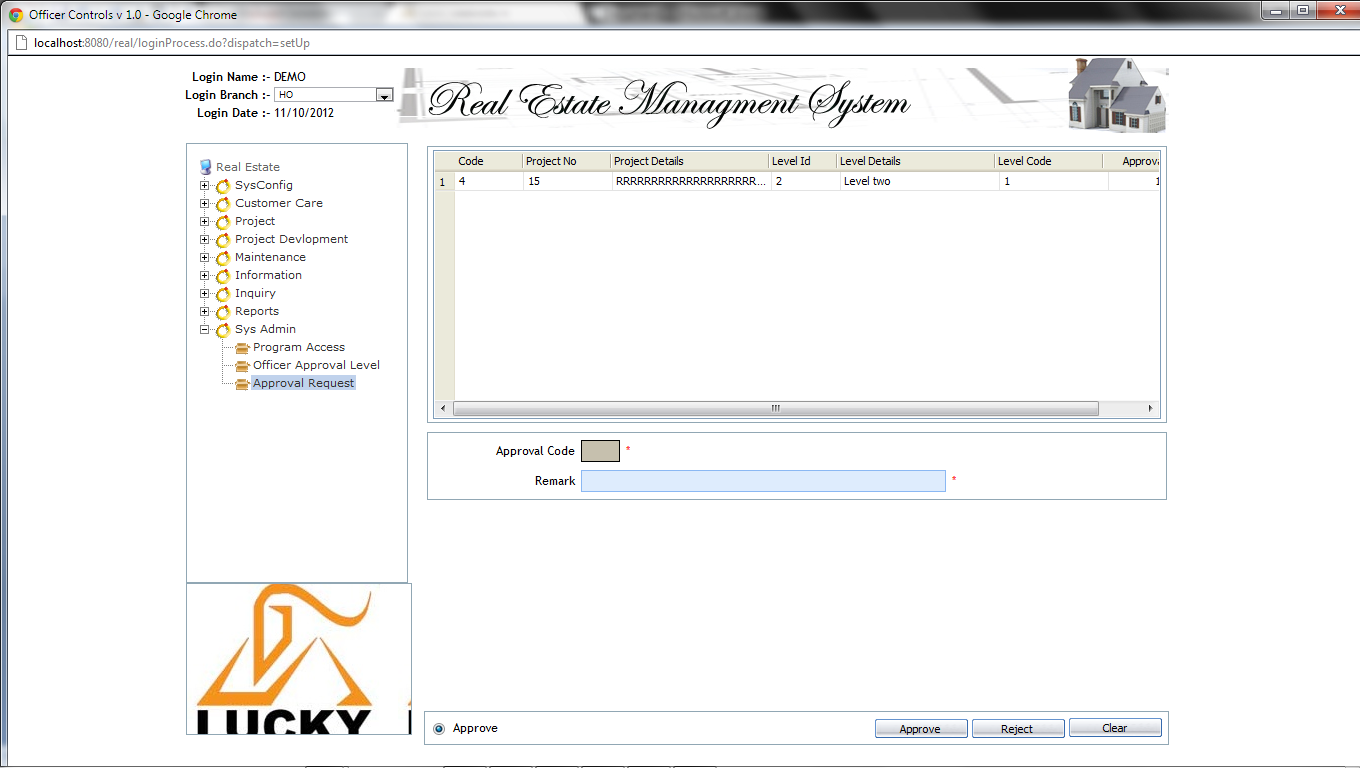 Officer Controls v 1.0 - Google Chrome
localhost:8080/real/loginProcess.do?dispatch=setUp
Login Name :- DEMO
Login Branch :- HO
Login Date :- 11/10/2012
Real Estate Managment System
Real Estate
SysConfig
Customer Care
Project
Project Devlopment
Maintenance
Information
Inquiry
Reports
Sys Admin
Program Access
Officer Approval Level
Approval Request
LUCKY
Code Project No Project Details Level Id Level Details Level Code Approva
1 4 15 RRRRRRRRRRRRRRRRRRRR... 2 Level two 1 1
Approval Code *
Remark *
Approve Approve Reject Clear